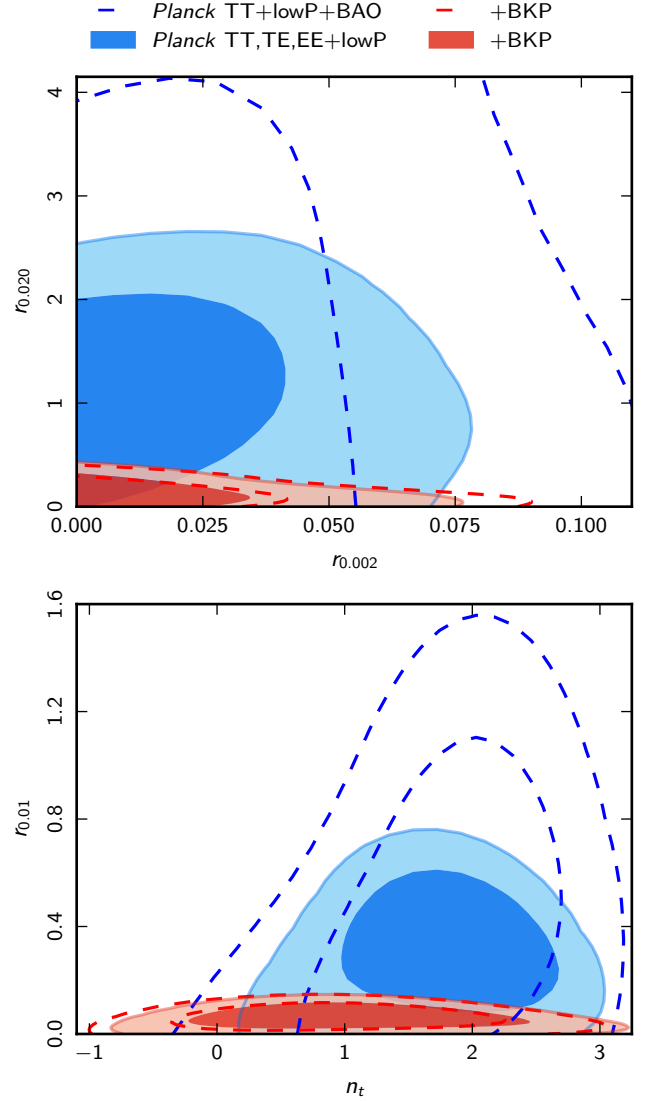 Planck TT+lowP+BAO +BKP
Planck TT,TE,EE+lowP +BKP
4
3
2
1
0
r0.020
0.000 0.025 0.050 0.075 0.100
r0.002
1.6
1.2
0.8
0.4
0.0
r0.01
−1 0 1 2 3
nt